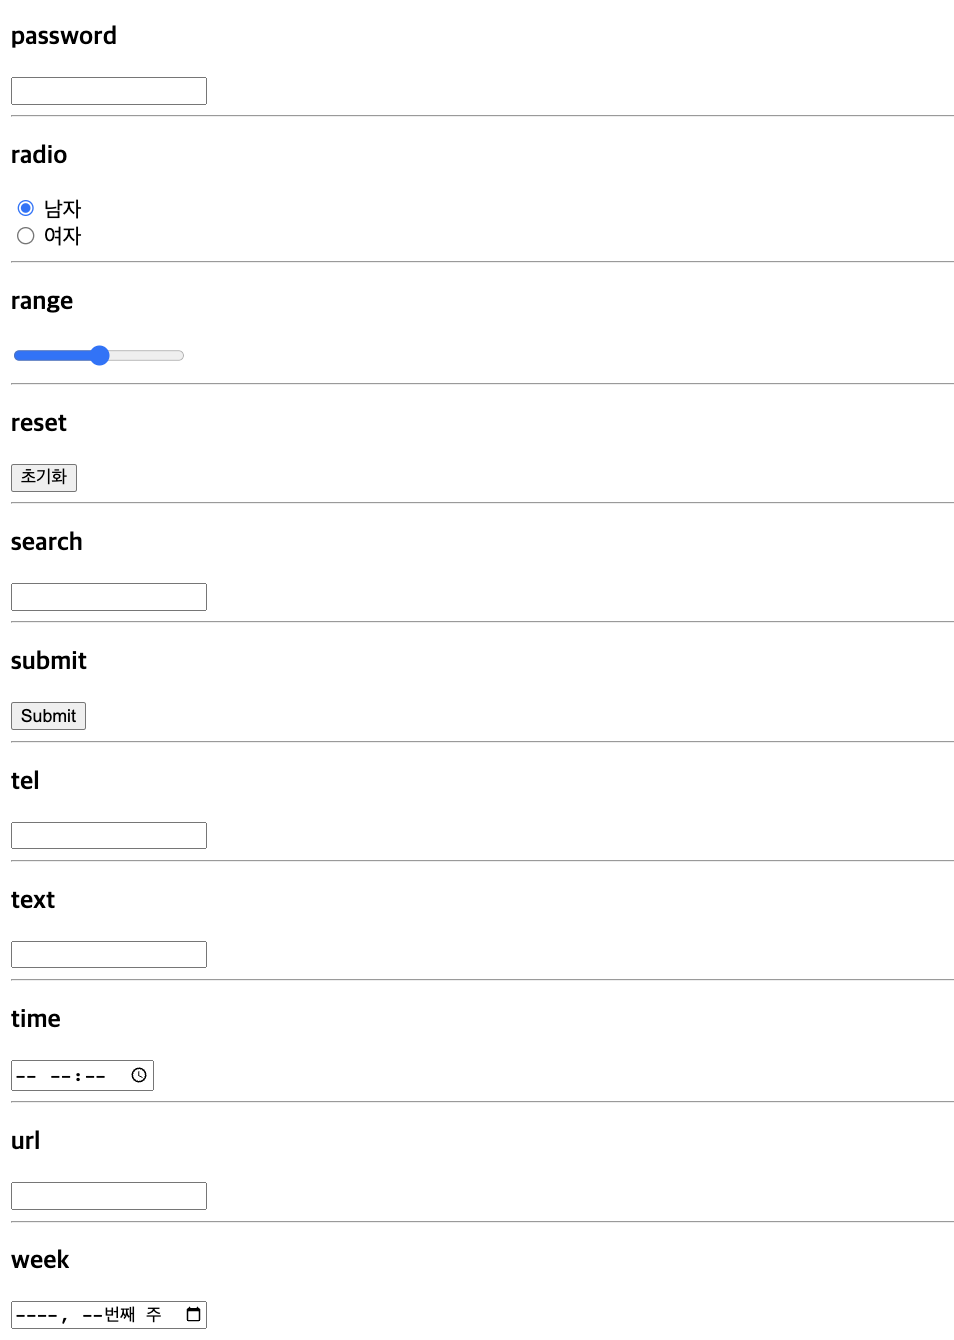 password
radio
남자
여자
range
reset
초기화
search
submit
Submit
tel
text
time
-- --:--
url
week
----, --번째 주